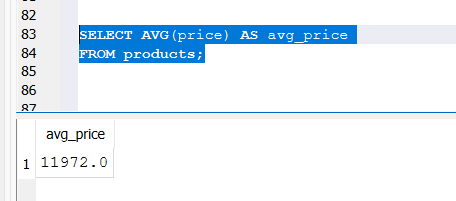 82
83 SELECT AVG(price) AS avg_price
84 FROM products;
85
86
87
avg_price
1 11972.0